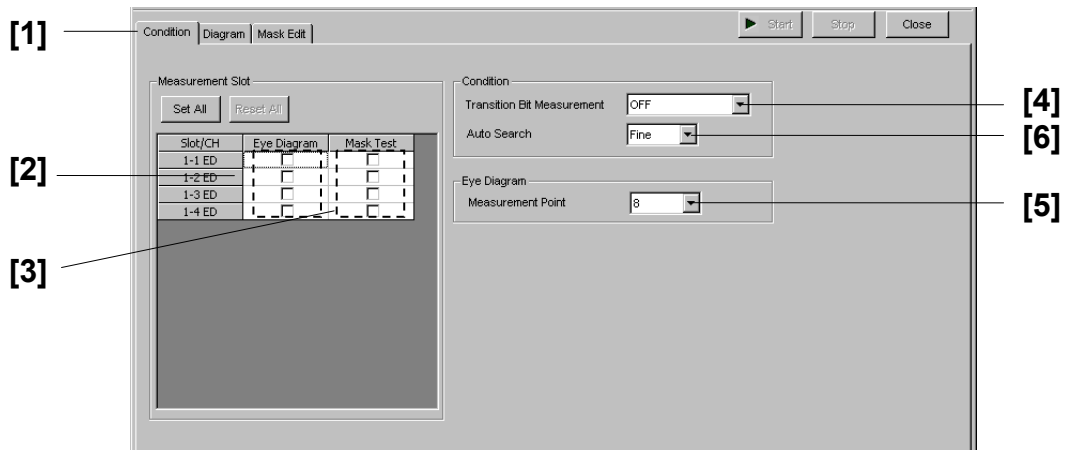 [1]
Condition Diagram Mask Edit
Start Stop Close
Measurement Slot
Set All Reset All
Slot/CH Eye Diagram Mask Test
1-1 ED
1-2 ED
1-3 ED
1-4 ED
[2]
[3]
Condition
Transition Bit Measurement OFF
[4]
Auto Search Fine
[6]
Eye Diagram
Measurement Point 8
[5]